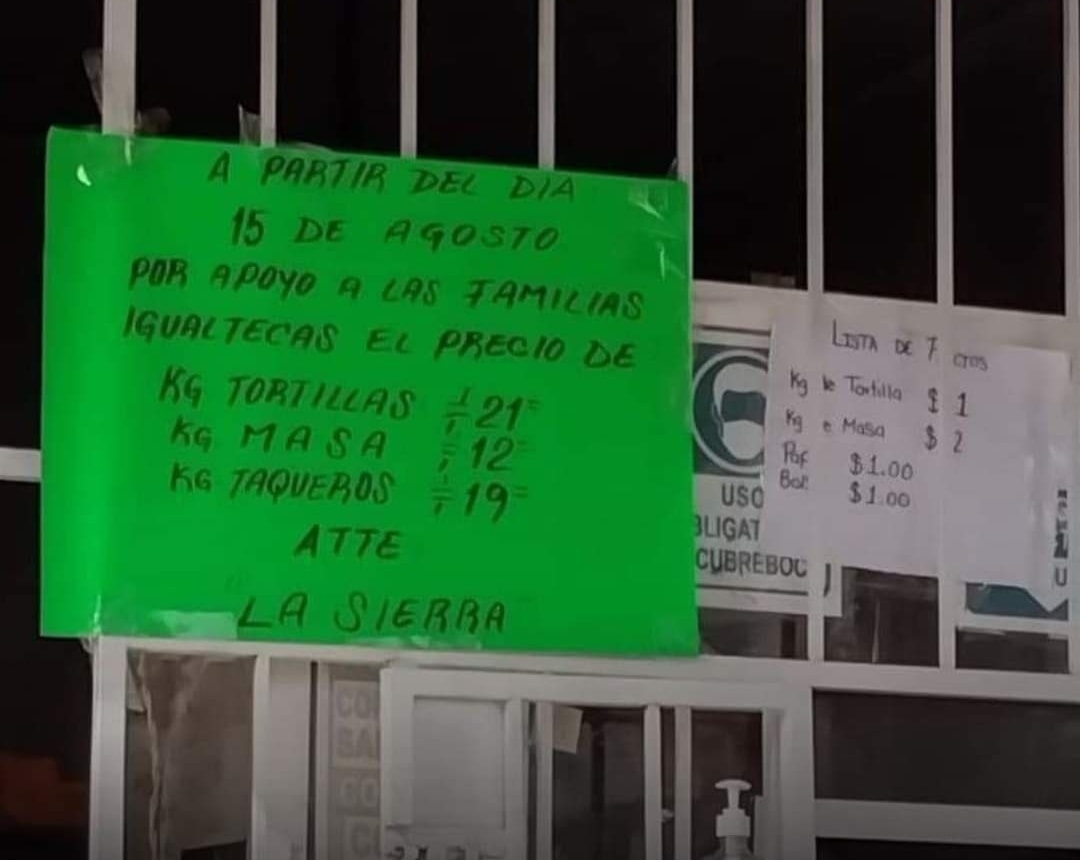 A PARTIR DEL DIA
15 DE AGOSTO
POR APOYO A LAS FAMILIAS
IGUALTECAS EL PRECIO DE
KG TORTILLAS $21=
KG MASA $12=
KG TAQUEROS $19=
ATTE
LA SIERRA
LISTA DE
Kg Tortilla $ 1
Kg Masa $ 2
$1.00
$1.00
USO
CUBREBOC